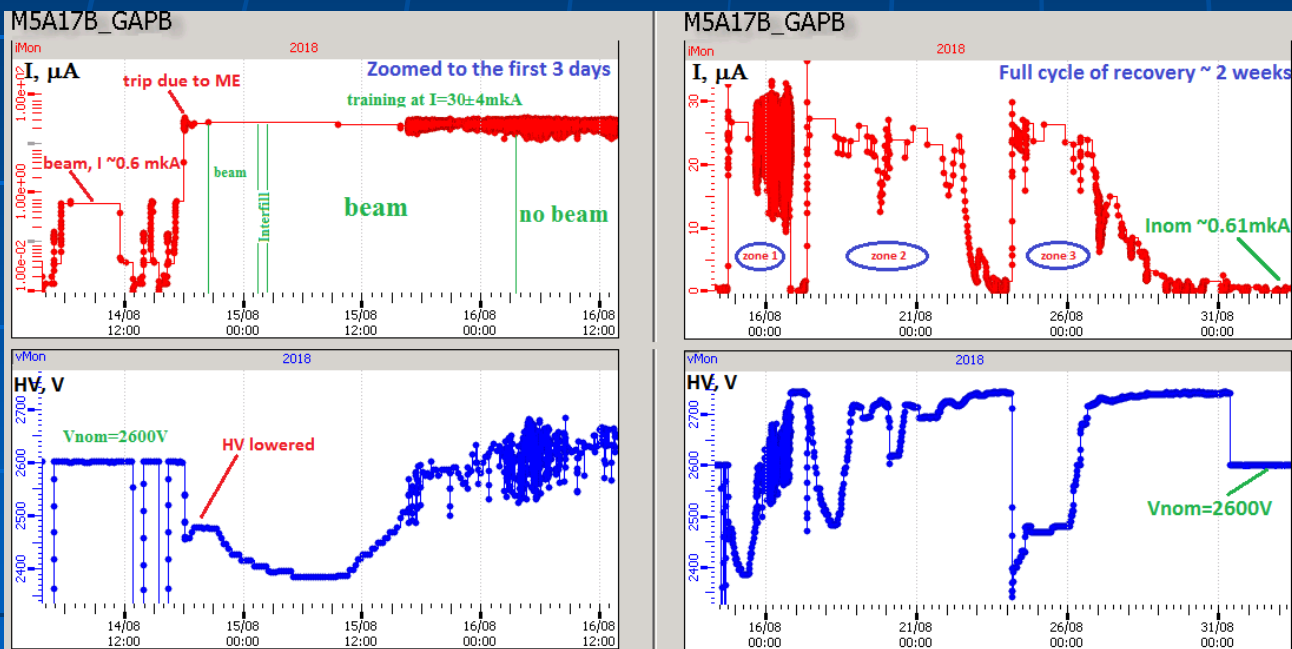 M5A17B_GAPB
iMon
2018
I, μA
Zoomed to the first 3 days
trip due to ME
training at I=30±4mkA
beam, I ~0.6 mkA
beam
Interfill
beam
no beam
1.00e+02
1.00e+00
1.00e-02
14/08 12:00
15/08 00:00
15/08 12:00
16/08 00:00
16/08 12:00
vMon
2018
HV, V
Vnom=2600V
HV lowered
2700
2600
2500
2400
14/08 12:00
15/08 00:00
15/08 12:00
16/08 00:00
16/08 12:00
M5A17B_GAPB
iMon
2018
I, μA
Full cycle of recovery ~ 2 weeks
30
20
10
0
zone 1
zone 2
zone 3
Inom ~0.61mkA
16/08 00:00
21/08 00:00
26/08 00:00
31/08 00:00
vMon
2018
HV, V
2700
2600
2500
2400
Vnom=2600V
16/08 00:00
21/08 00:00
26/08 00:00
31/08 00:00